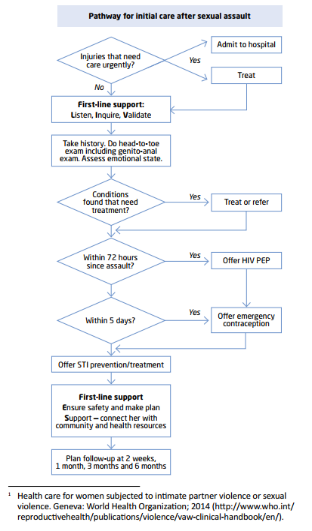 Pathway for initial care after sexual assault
Injuries that need
care urgently?
Yes
Admit to hospital
Treat
No
First-line support:
Listen, Inquire, Validate
Take history. Do head-to-toe
exam including genito-anal
exam. Assess emotional state.
Conditions
found that need
treatment?
Yes
Treat or refer
Within 72 hours
since assault?
Yes
Offer HIV PEP
Within 5 days?
Yes
Offer emergency
contraception
Offer STI prevention/treatment
First-line support
Ensure safety and make plan
Support – connect her with
community and health resources
Plan follow-up at 2 weeks,
1 month, 3 months and 6 months
1 Health care for women subjected to intimate partner violence or sexual
violence. Geneva: World Health Organization; 2014 (http://www.who.int/
reproductivehealth/publications/violence/vaw-clinical-handbook/en/).